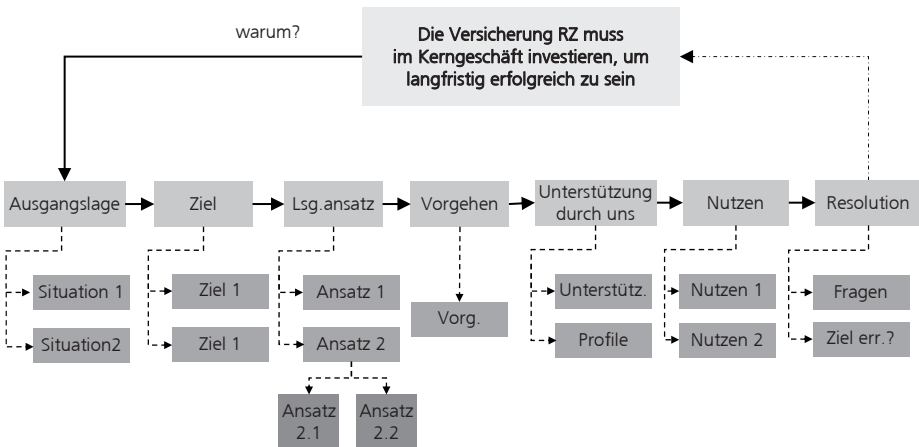 warum?
Die Versicherung RZ muss
im Kerngeschäft investieren, um
langfristig erfolgreich zu sein
Ausgangslage
Ziel
Lsg.ansatz
Vorgehen
Unterstützung
durch uns
Nutzen
Resolution
Situation 1
Situation2
Ziel 1
Ziel 1
Ansatz 1
Ansatz 2
Ansatz
2.1
Ansatz
2.2
Vorg.
Unterstütz.
Profile
Nutzen 1
Nutzen 2
Fragen
Ziel err.?